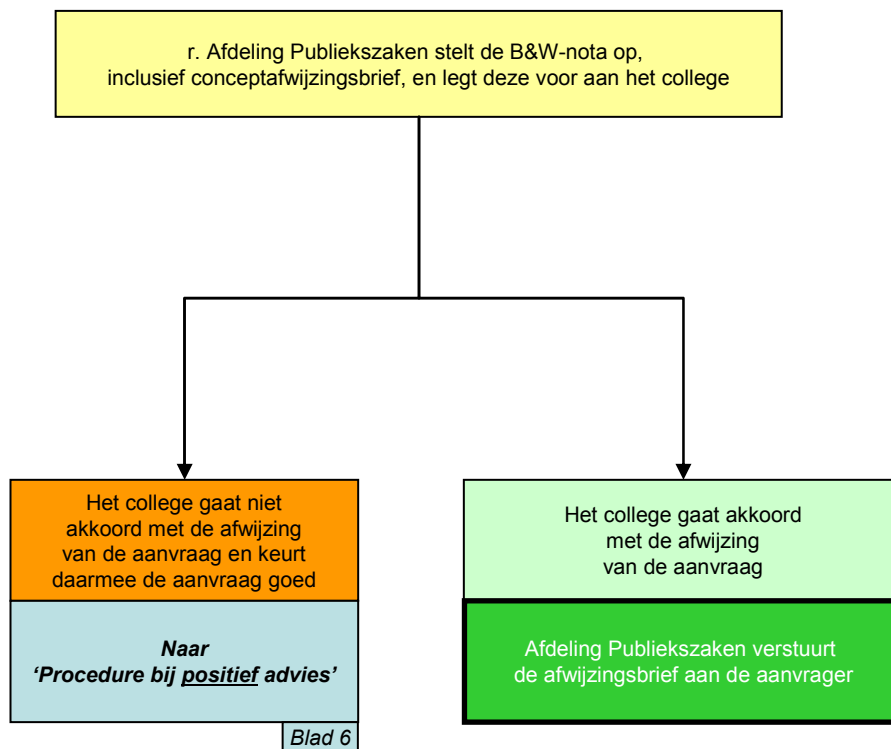 r. Afdeling Publiekszaken stelt de B&W-nota op,
inclusief conceptafwijzingsbrief, en legt deze voor aan het college
Het college gaat niet
akkoord met de afwijzing
van de aanvraag en keurt
daarmee de aanvraag goed
Naar
‘Procedure bij positief advies’
Blad 6
Het college gaat akkoord
met de afwijzing
van de aanvraag
Afdeling Publiekszaken verstuurt
de afwijzingsbrief aan de aanvrager